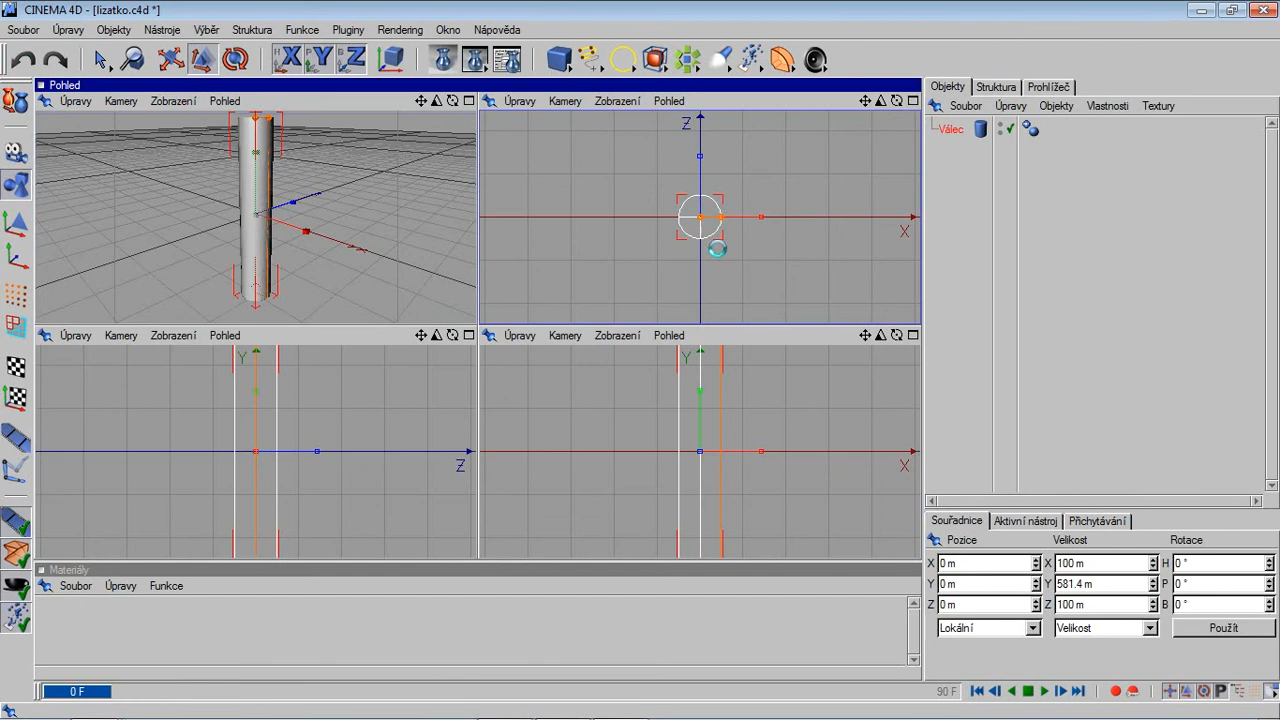 CINEMA 4D - [lizatko.c4d *]
Soubor Úpravy Objekty Nástroje Výběr Struktura Funkce Pluginy Rendering Okno Nápověda
X Y Z
Pohled
Úpravy Kamery Zobrazení Pohled
Úpravy Kamery Zobrazení Pohled
Z
X
Úpravy Kamery Zobrazení Pohled
Úpravy Kamery Zobrazení Pohled
Y
Z
Y
X
Objekty Struktura Prohlížeč
Soubor Úpravy Objekty Vlastnosti Textury
Válec
Materiály
Soubor Úpravy Funkce
Souřadnice Aktivní nástroj Přichytávání
Pozice Velikost Rotace
X 0 m X 100 m H 0 °
Y 0 m Y 581.4 m P 0 °
Z 0 m Z 100 m B 0 °
Lokální Velikost Použít
0 F 90 F P